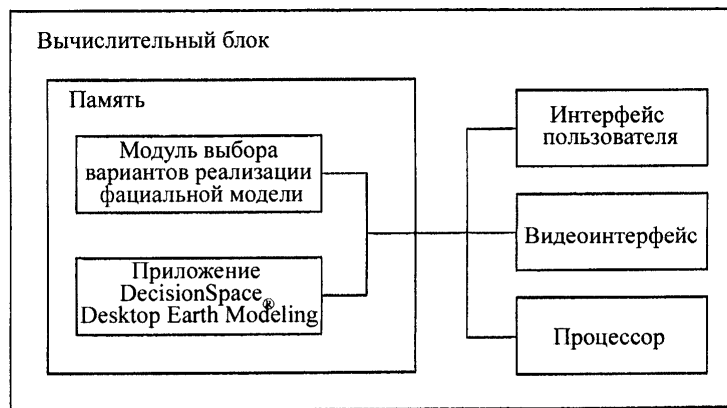 Вычислительный блок
Память
Модуль выбора
вариантов реализации
фациальной модели
Приложение
DecisionSpace®
Desktop Earth Modeling
Интерфейс
пользователя
Видеоинтерфейс
Процессор